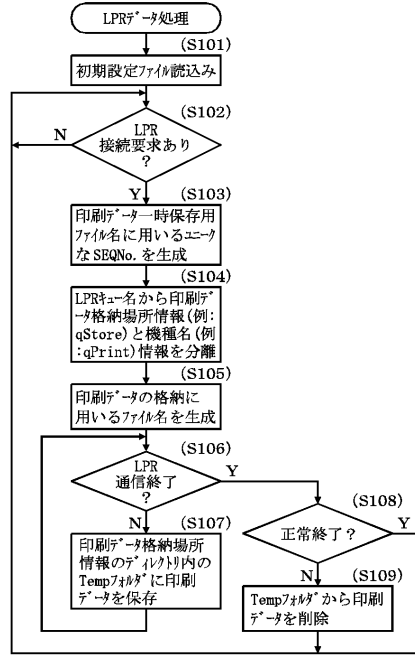 LPRデータ処理
(S101)
初期設定ファイル読込み
(S102)
LPR
接続要求あり
?
N
Y
(S103)
印刷データ一時保存用
ファイル名に用いるユニーク
なSEQNo.を生成
(S104)
LPRキュー名から印刷デ
ータ格納場所情報(例:
qStore)と機種名(例
:qPrint)情報を分離
(S105)
印刷データの格納に
用いるファイル名を生成
(S106)
LPR
通信終了
?
Y
N
(S107)
印刷データ格納場所
情報のディレクトリ内の
Tempフォルダに印刷
データを保存
(S108)
正常終了?
Y
N
(S109)
Tempフォルダから印刷
データを削除